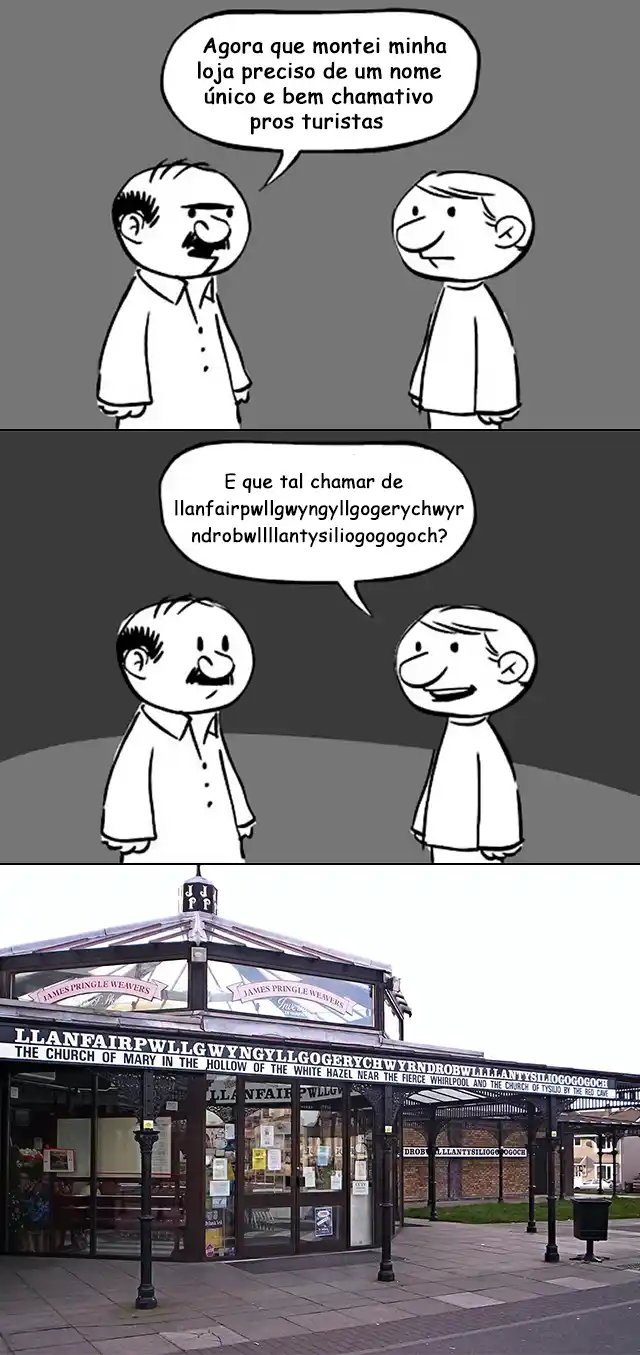 Agora que montei minha
loja preciso de um nome
único e bem chamativo
pros turistas
E que tal chamar de
llanfairpwllgwyngyllgogerychwyr
ndrobwllllantysiliogogogoch?
J J
P P
JAMES PRINGLE WEAVERS
JAMES PRINGLE WEAVERS
LLANFAIRPWLLGWYNGYLLGOGERYCHWYRNDROBWLLLLANTYSILIOGOGOGOCH
THE CHURCH OF MARY IN THE HOLLOW OF THE WHITE HAZEL NEAR THE FIERCE WHIRLPOOL AND THE CHURCH OF TYSILIO BY THE RED CAVE
LLANFAIRPWLLGW
DROBWLLLLANTYSILIOGOGOGOCH